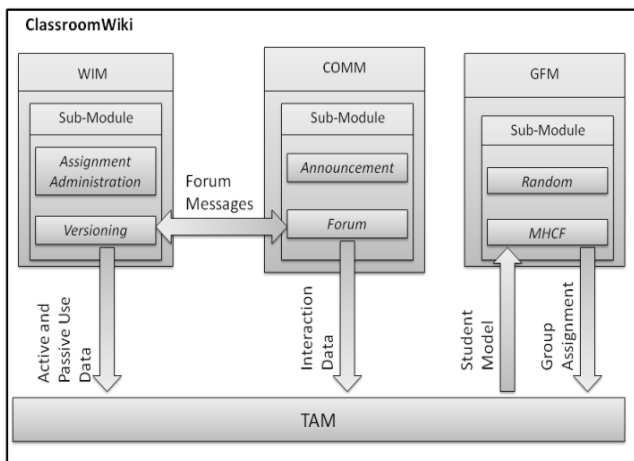 ClassroomWiki
WIM
Sub-Module
Assignment
Administration
Versioning
Forum
Messages
COMM
Sub-Module
Announcement
Forum
GFM
Sub-Module
Random
MHCF
Active and
Passive Use
Data
Interaction
Data
Student
Model
Group
Assignment
TAM